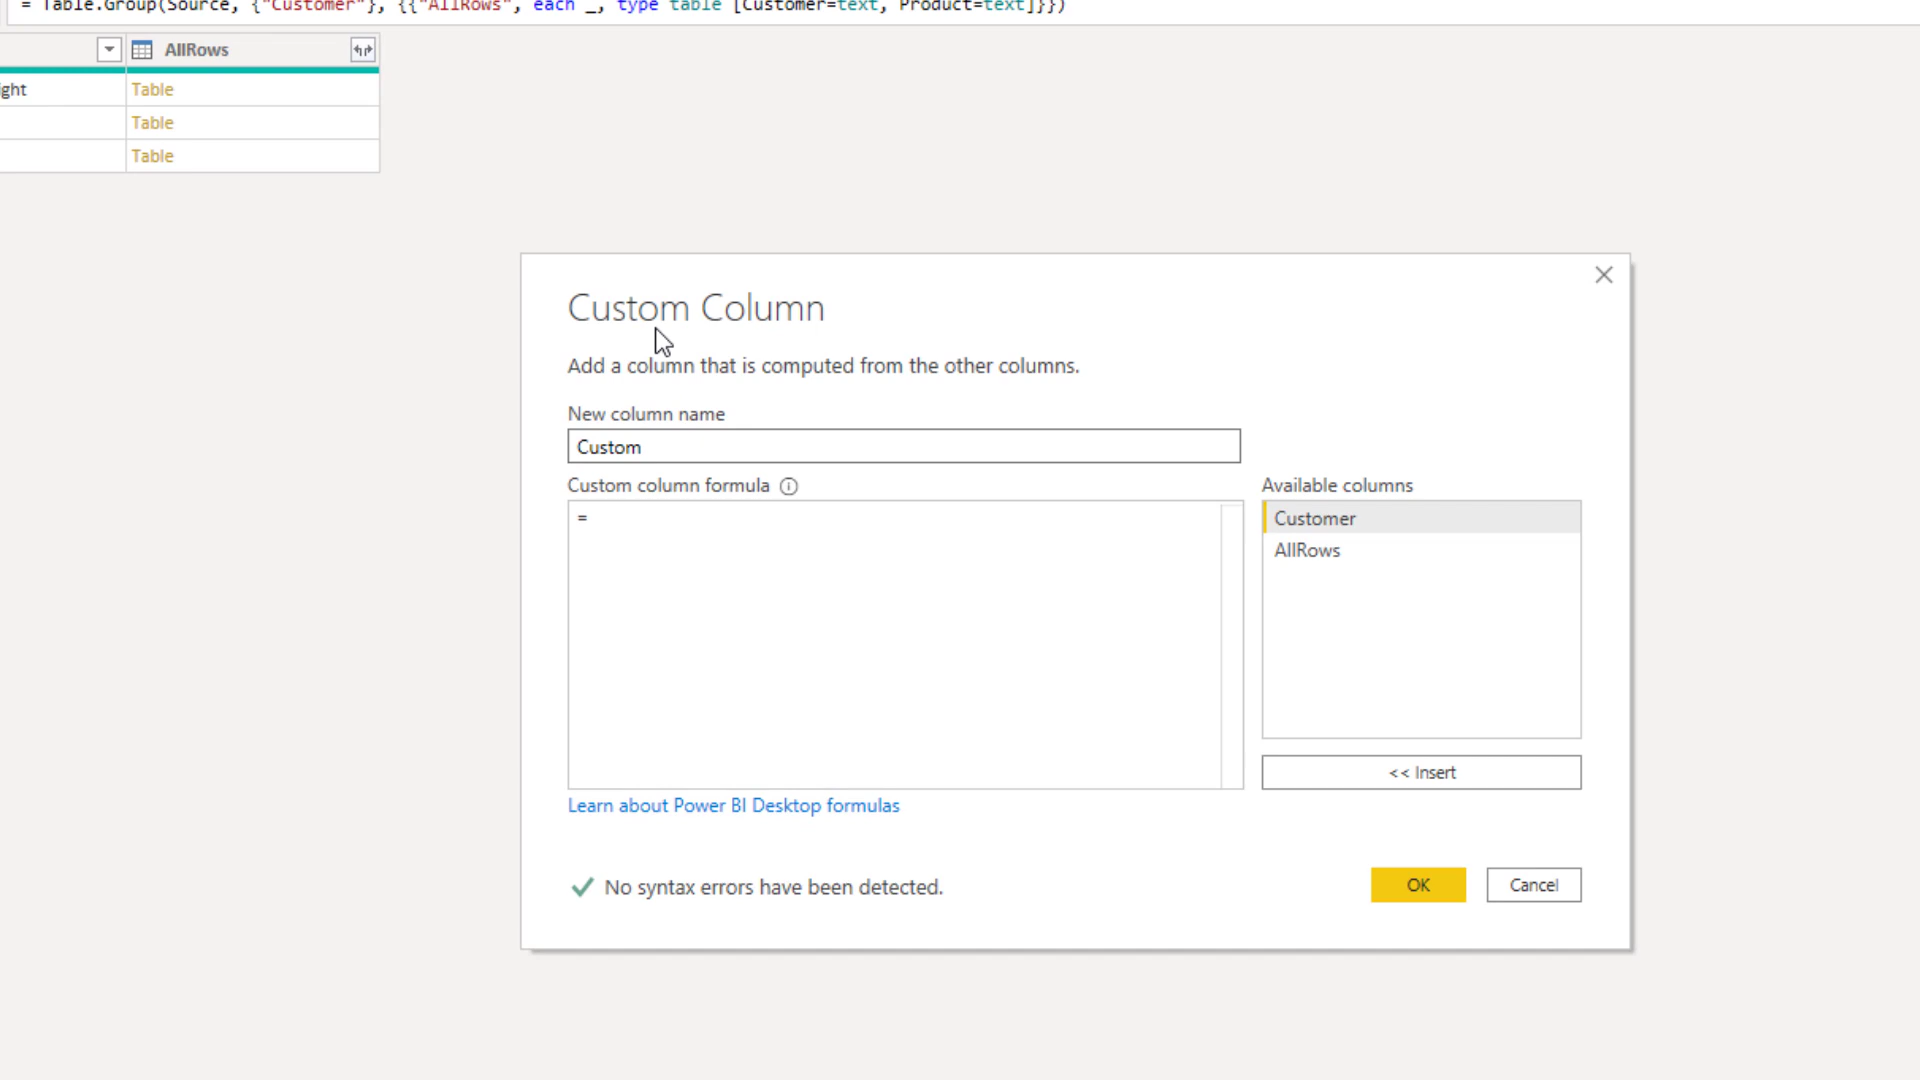 = Table.Group(Source, {"Customer"}, {{"AllRows", each _, type table [Customer=text, Product=text]}})
AllRows
ight Table
Table
Table
Custom Column
Add a column that is computed from the other columns.
New column name
Custom
Custom column formula
Available columns
=
Customer
AllRows
<< Insert
Learn about Power BI Desktop formulas
No syntax errors have been detected.
OK
Cancel